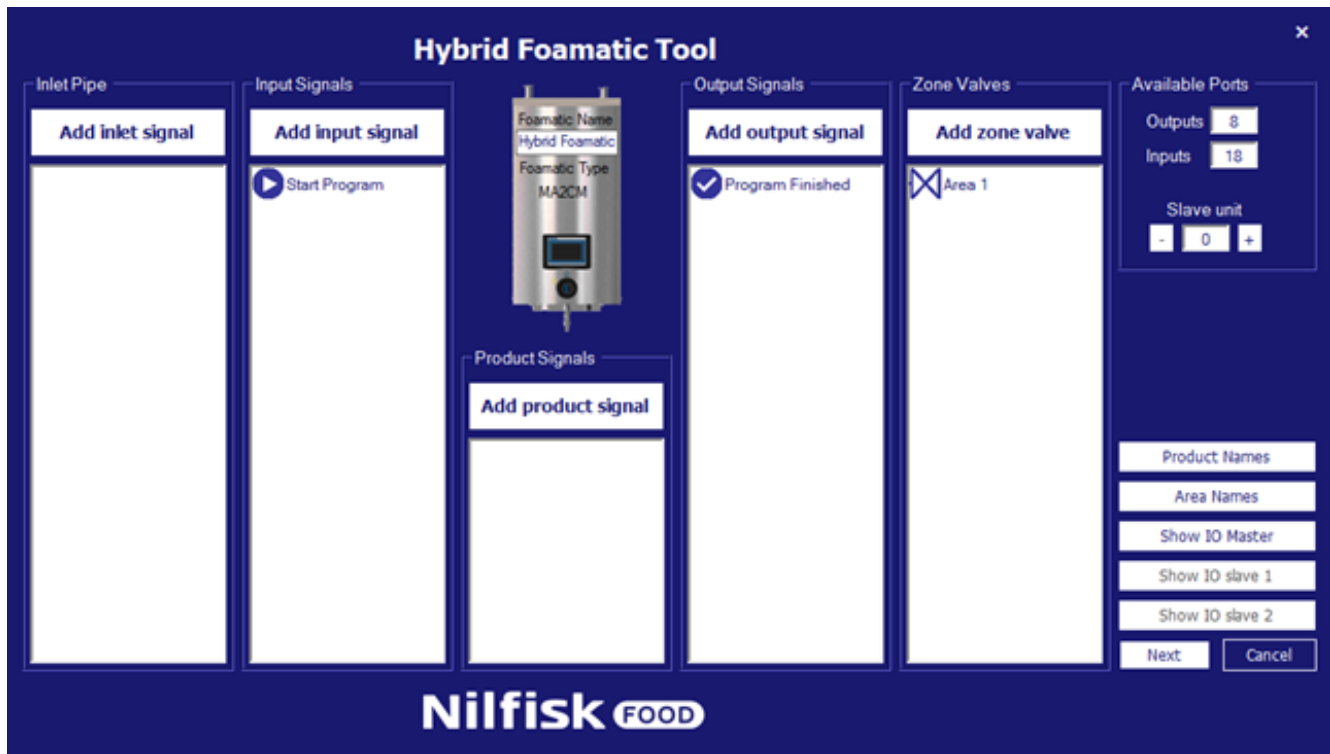 ×
Hybrid Foamatic Tool
Inlet Pipe
Add inlet signal
Input Signals
Add input signal
Start Program
Foamatic Name
Hybrid Foamatic
Foamatic Type
MA2CM
Product Signals
Add product signal
Output Signals
Add output signal
Program Finished
Zone Valves
Add zone valve
Area 1
Available Ports
Outputs 8
Inputs 18
Slave unit
- 0 +
Product Names
Area Names
Show IO Master
Show IO slave 1
Show IO slave 2
Next Cancel
Nilfisk FOOD